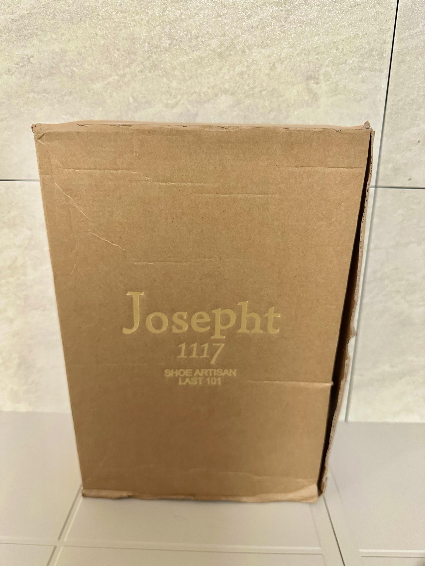 Josepht
1117
SHOE ARTISAN
LAST 101